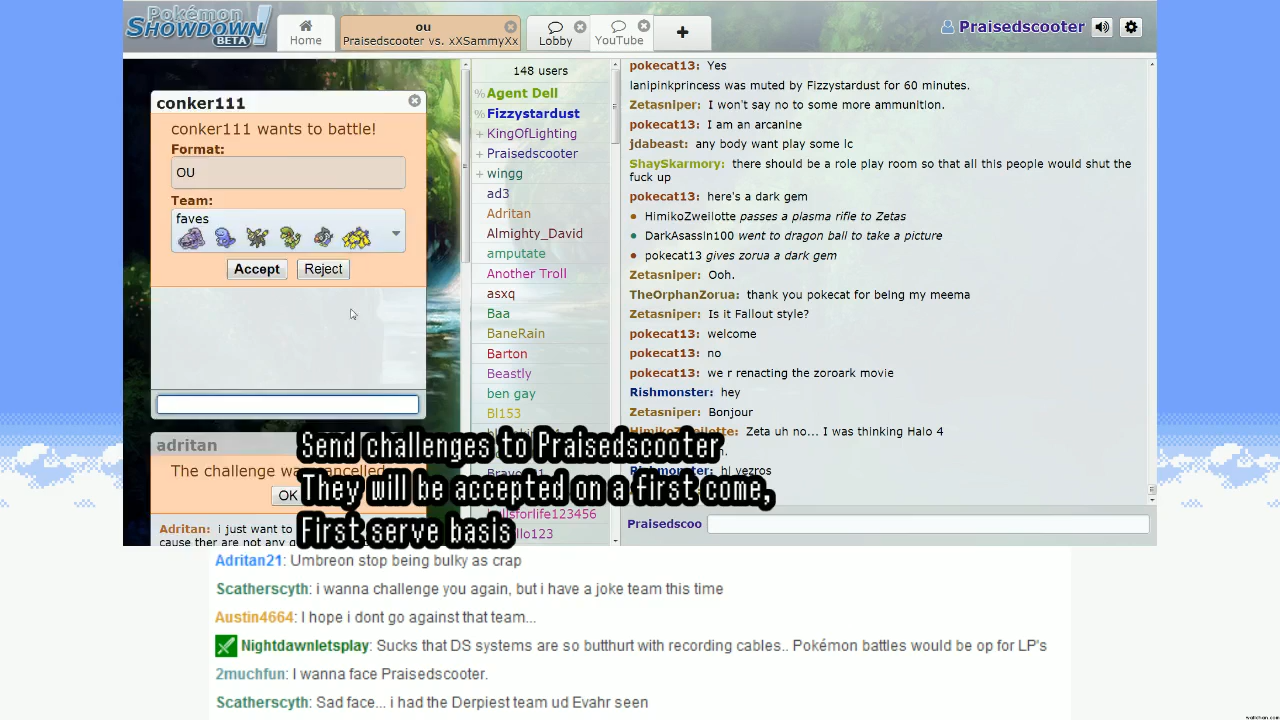 Pokémon
SHOWDOWN!
BETA
Home
ou
Praisedscooter vs. xXSammyXx
Lobby
YouTube
+
Praisedscooter
conker111
conker111 wants to battle!
Format:
OU
Team:
faves
Accept
Reject
adritan
The challenge was cancelled
OK
Adritan: i just want to
cause ther are not any
148 users
%Agent Dell
%Fizzystardust
+KingOfLighting
+Praisedscooter
+wingg
ad3
Adritan
Almighty_David
amputate
Another Troll
asxq
Baa
BaneRain
Barton
Beastly
ben gay
Bl153
pokecat13: Yes
lanipinkprincess was muted by Fizzystardust for 60 minutes.
Zetasniper: I won't say no to some more ammunition.
pokecat13: I am an arcanine
jdabeast: any body want play some lc
ShaySkarmory: there should be a role play room so that all this people would shut the
fuck up
pokecat13: here's a dark gem
• HimikoZweilotte passes a plasma rifle to Zetas
• DarkAsassin100 went to dragon ball to take a picture
• pokecat13 gives zorua a dark gem
Zetasniper: Ooh.
TheOrphanZorua: thank you pokecat for being my meema
Zetasniper: Is it Fallout style?
pokecat13: welcome
pokecat13: no
pokecat13: we r renacting the zoroark movie
Rishmonster: hey
Zetasniper: Bonjour
HimikoZweilotte: Zeta uh no... I was thinking Halo 4
Rishmonster: hi vezros
Praisedscoo
Send challenges to Praisedscooter
They will be accepted on a first come,
First serve basis
Adritan21: Umbreon stop being bulky as crap
Scatherscyth: i wanna challenge you again, but i have a joke team this time
Austin4664: I hope i dont go against that team...
Nightdawnletsplay: Sucks that DS systems are so butthurt with recording cables.. Pokémon battles would be op for LP's
2muchfun: I wanna face Praisedscooter.
Scatherscyth: Sad face... i had the Derpiest team ud Evahr seen